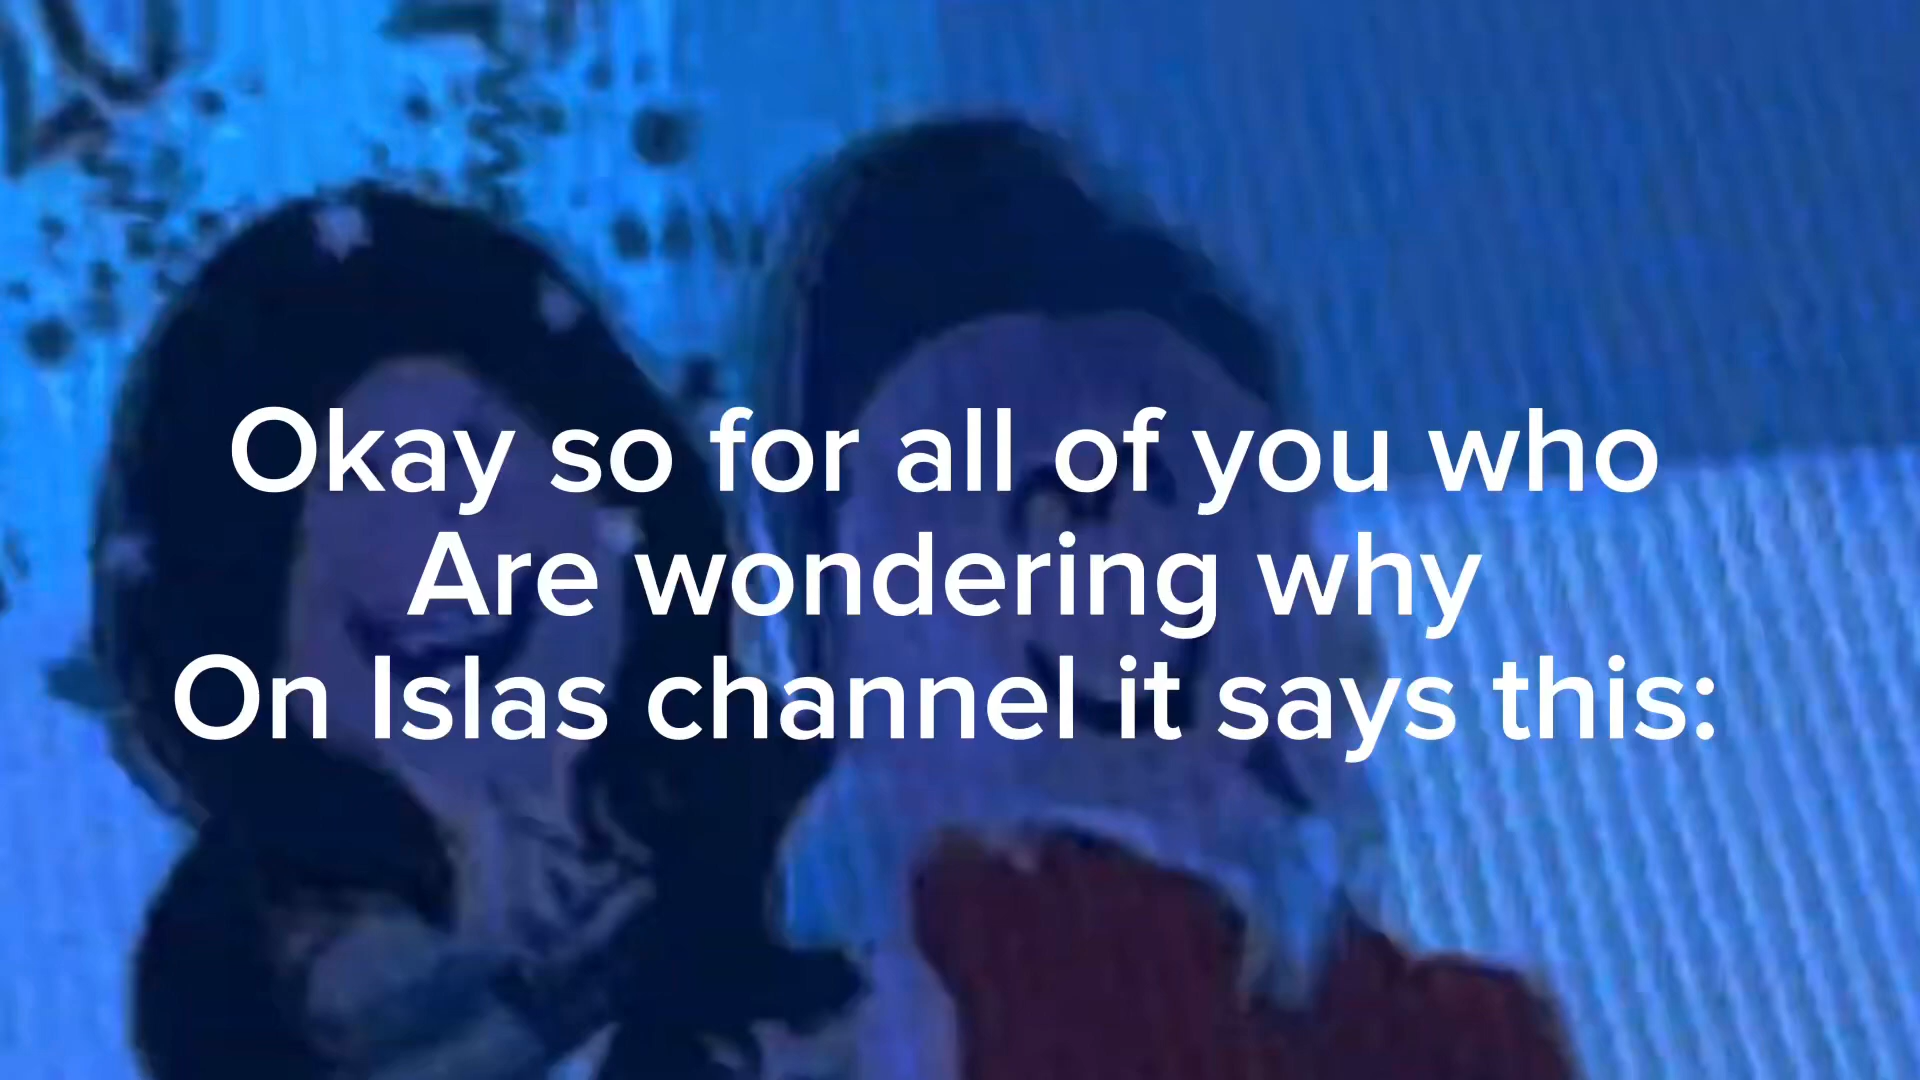 Okay so for all of you who
Are wondering why
On Islas channel it says this: